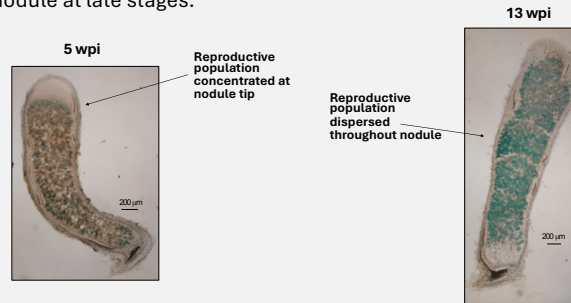 nodule at late stages.
5 wpi
Reproductive
population
concentrated at
nodule tip
200 µm
13 wpi
Reproductive
population
dispersed
throughout nodule
200 µm